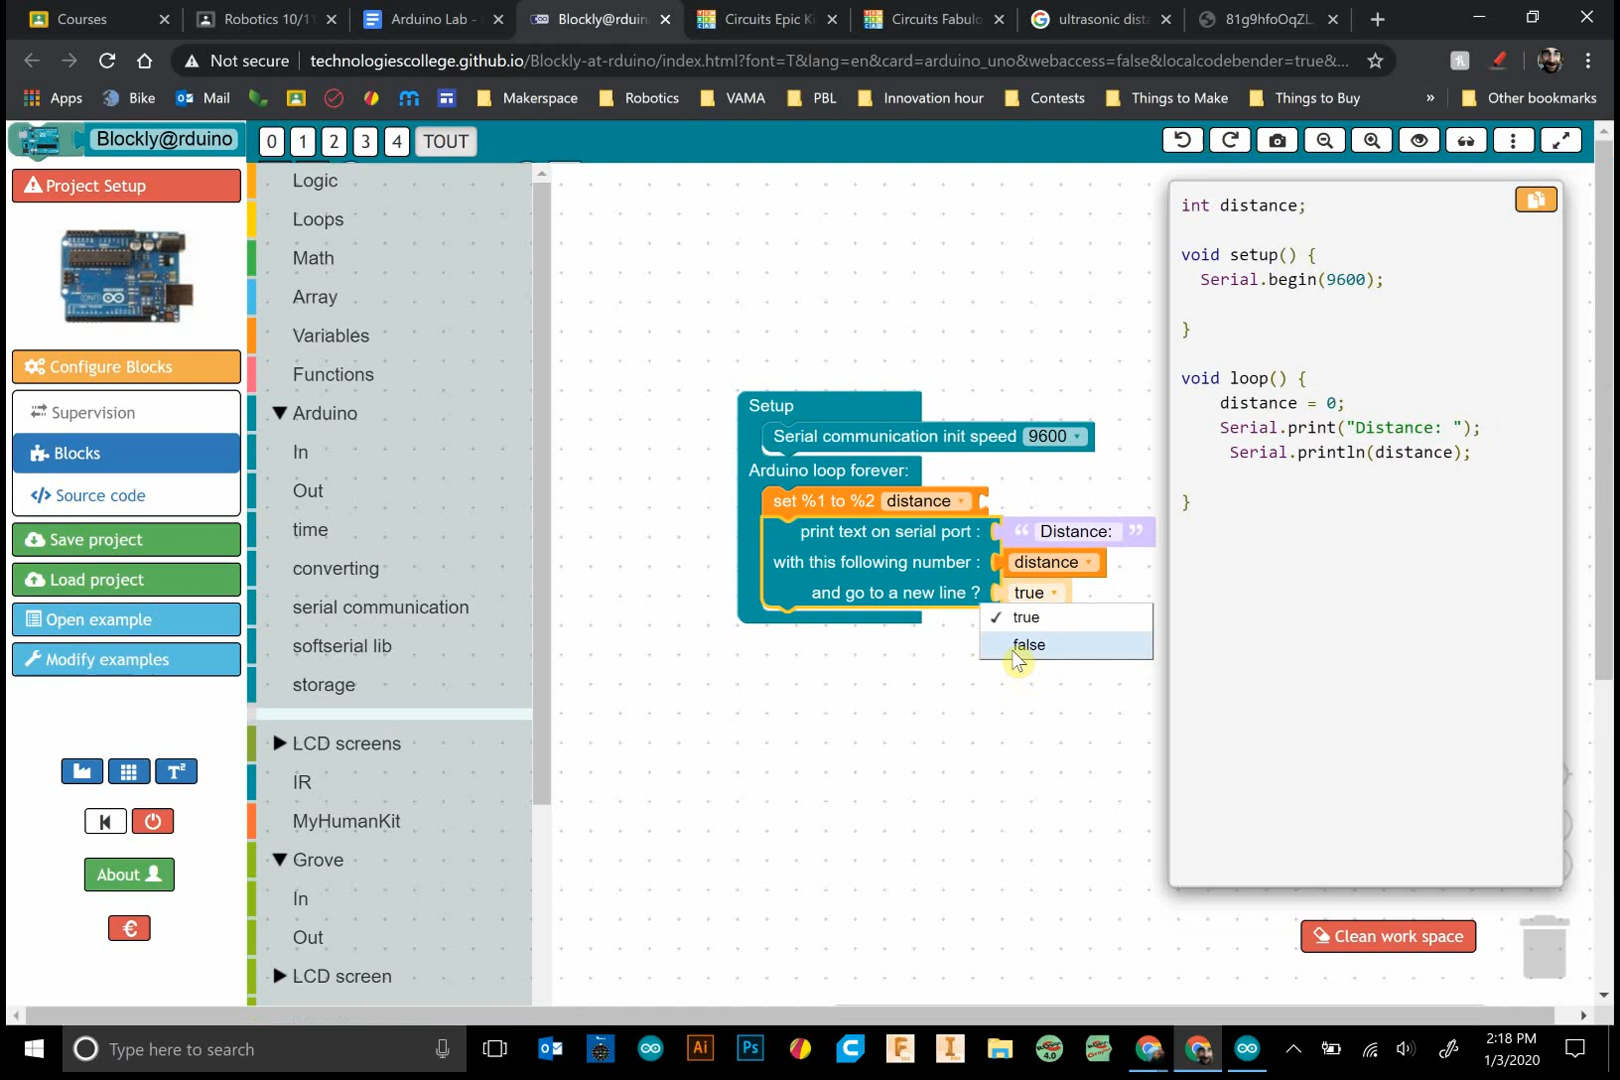 Courses
Robotics 10/1
Arduino Lab -
Blockly@rduin
Circuits Epic Ki
Circuits Fabulo
ultrasonic dista
81g9hfoOqZL.
Not secure
technologiescollege.github.io/Blockly-at-rduino/index.html?font=T&lang=en&card=arduino_uno&webaccess=false&localcodebender=true&...
Apps
Bike
Mail
Makerspace
Robotics
VAMA
PBL
Innovation hour
Contests
Things to Make
Things to Buy
»
Other bookmarks
Blockly@rduino
0
1
2
3
4
TOUT
Project Setup
Configure Blocks
Supervision
Blocks
Source code
Save project
Load project
Open example
Modify examples
T²
About
€
Logic
Loops
Math
Array
Variables
Functions
Arduino
In
Out
time
converting
serial communication
softserial lib
storage
LCD screens
IR
MyHumanKit
Grove
In
Out
LCD screen
Setup
Serial communication init speed 9600
Arduino loop forever:
set %1 to %2 distance
print text on serial port : “ Distance: ”
with this following number : distance
and go to a new line ? true
✓ true
false
int distance;
void setup() {
Serial.begin(9600);
}
void loop() {
distance = 0;
Serial.print("Distance: ");
Serial.println(distance);
}
Clean work space
Type here to search
Ai
Ps
F
I
4.0
2:18 PM
1/3/2020